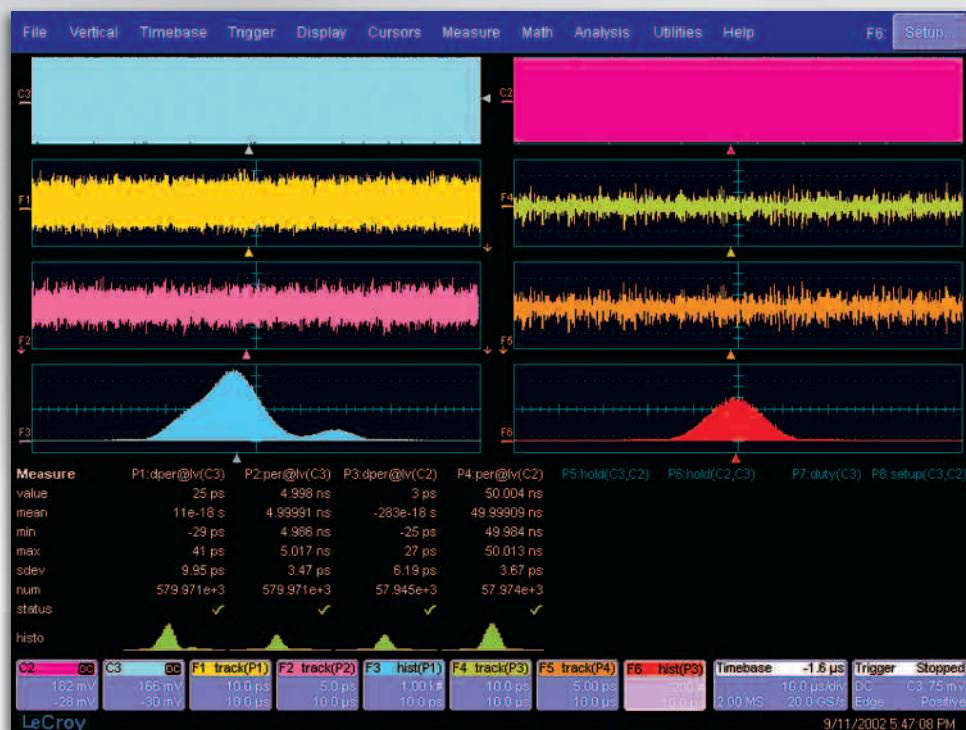 File Vertical Timebase Trigger Display Cursors Measure Math Analysis Utilities Help F6: Setup...
C3
C2
F1
F4
F2
F6
F3
F6
Measure P1:dper@lv(C3) P2:per@lv(C3) P3:dper@lv(C2) P4:per@lv(C2) P5:hold(C3,C2) P6:hold(C2,C3) P7:duty(C3) P8:setup(C3,C2)
value 25 ps 4.998 ns 3 ps 50.004 ns
mean 11e-18 s 4.99991 ns -283e-18 s 49.99909 ns
min -29 ps 4.986 ns -25 ps 49.984 ns
max 41 ps 5.017 ns 27 ps 50.013 ns
sdev 9.95 ps 3.47 ps 6.19 ps 3.67 ps
num 579.971e+3 579.971e+3 57.945e+3 57.974e+3
status
histo
C2 DC C3 DC F1 track(P1) F2 track(P2) F3 hist(P1) F4 track(P3) F5 track(P4) F6 hist(P3) Timebase -1.6 µs Trigger Stopped
162 mV 166 mV 10.0 ps 5.0 ps 1.00 k# 10.0 ps 5.00 ps 200 # 10.0 µs/div DC C3 75 mV
-28 mV -30 mV 10.0 µs 10.0 µs 10.0 ps 10.0 µs 10.0 µs 2.00 MS 20.0 GS/s Edge Positive
LeCroy 9/11/2002 5:47:08 PM